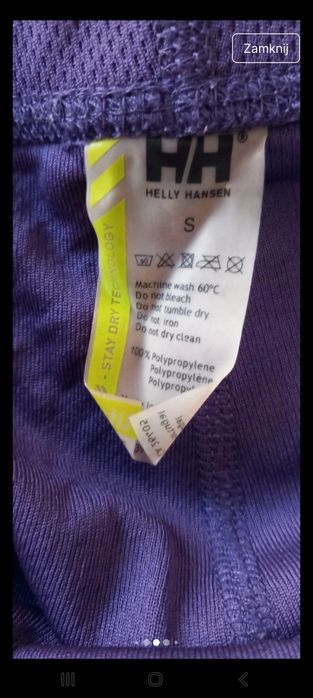 Zamknij
HH®
HELLY HANSEN
S
60
Machine wash 60°C
Do not bleach
Do not tumble dry
Do not iron
Do not dry clean
100% Polypropylene
Polypropylene
- STAY DRY TECHNOLOGY